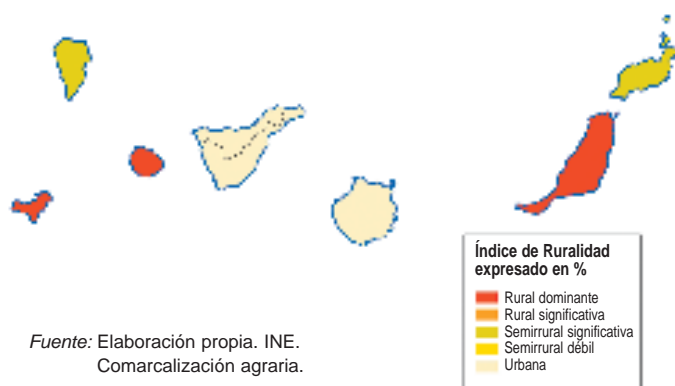 Índice de Ruralidad
expresado en %
Rural dominante
Rural significativa
Semirrural significativa
Semirrural débil
Urbana
Fuente: Elaboración propia. INE.
Comarcalización agraria.